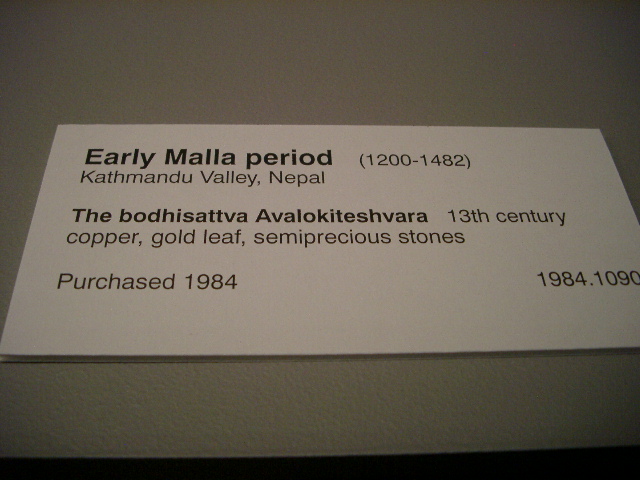 Early Malla period (1200-1482)
Kathmandu Valley, Nepal
The bodhisattva Avalokiteshvara 13th century
copper, gold leaf, semiprecious stones
Purchased 1984 1984.1090